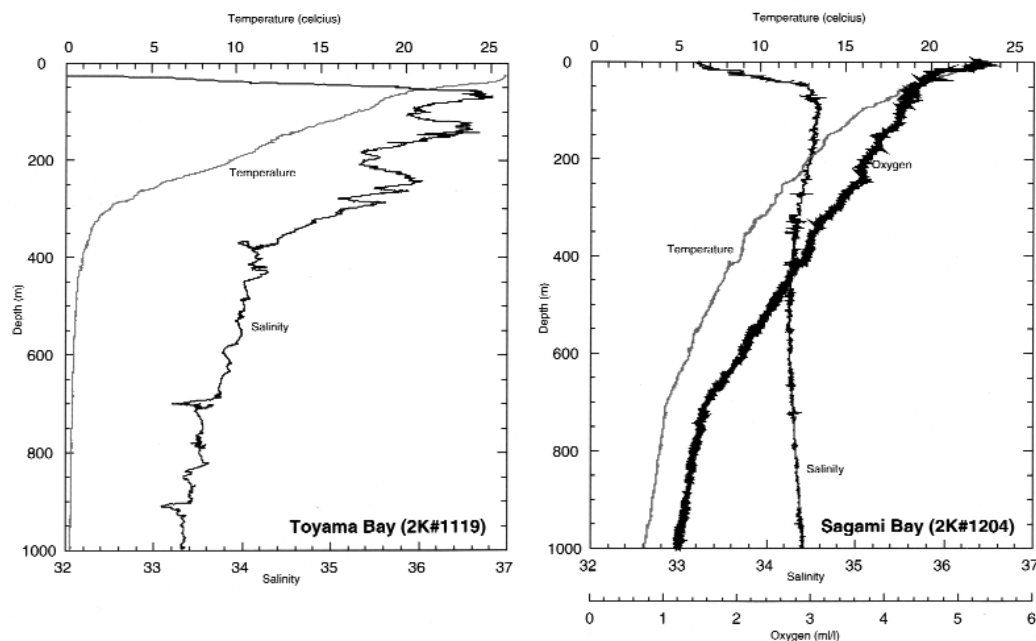 Temperature (celcius)
0 5 10 15 20 25
0
200
400
600
800
1000
Depth (m)
Temperature
Salinity
Toyama Bay (2K#1119)
32 33 34 35 36 37
Salinity
Temperature (celcius)
0 5 10 15 20 25
0
200
400
600
800
1000
Depth (m)
Oxygen
Temperature
Salinity
Sagami Bay (2K#1204)
32 33 34 35 36 37
Salinity
0 1 2 3 4 5 6
Oxygen (ml/l)